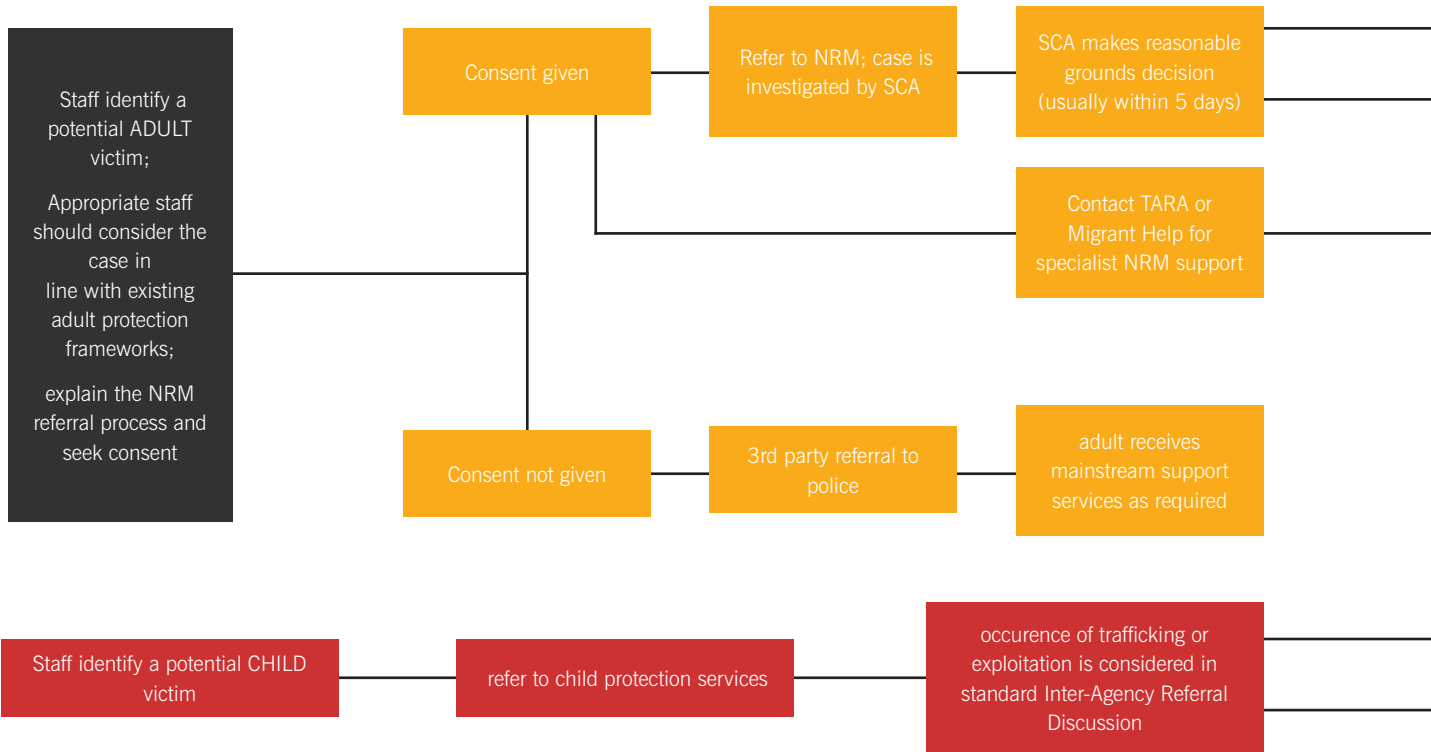 Staff identify a
potential ADULT
victim;
Appropriate staff
should consider the
case in
line with existing
adult protection
frameworks;
explain the NRM
referral process and
seek consent
Consent given
Refer to NRM; case is
investigated by SCA
SCA makes reasonable
grounds decision
(usually within 5 days)
Contact TARA or
Migrant Help for
specialist NRM support
Consent not given
3rd party referral to
police
adult receives
mainstream support
services as required
Staff identify a potential CHILD
victim
refer to child protection services
occurence of trafficking or
exploitation is considered in
standard Inter-Agency Referral
Discussion